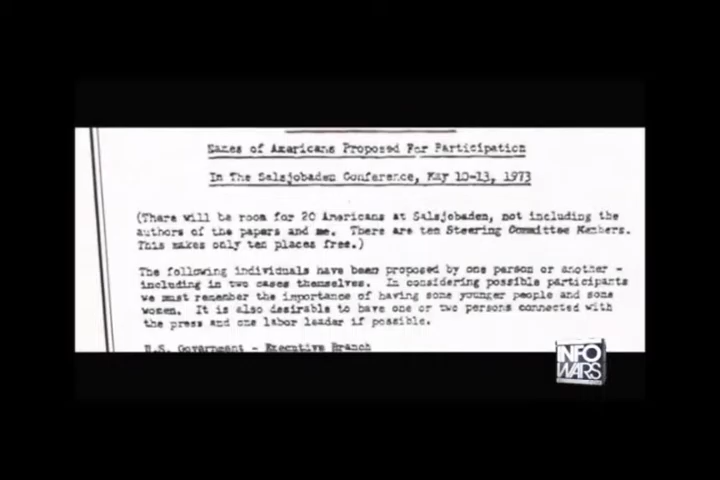 Names of Americans Proposed For Participation
In The Salsjobaden Conference, May 10-13, 1973
(There will be room for 20 Americans at Salsjobaden, not including the
authors of the papers and me. There are ten Steering Committee Members.
This makes only ten places free.)
The following individuals have been proposed by one person or another -
including in two cases themselves. In considering possible participants
we must remember the importance of having some younger people and some
women. It is also desirable to have one or two persons connected with
the press and one labor leader if possible.
U.S. Government - Executive Branch
INFO
WARS